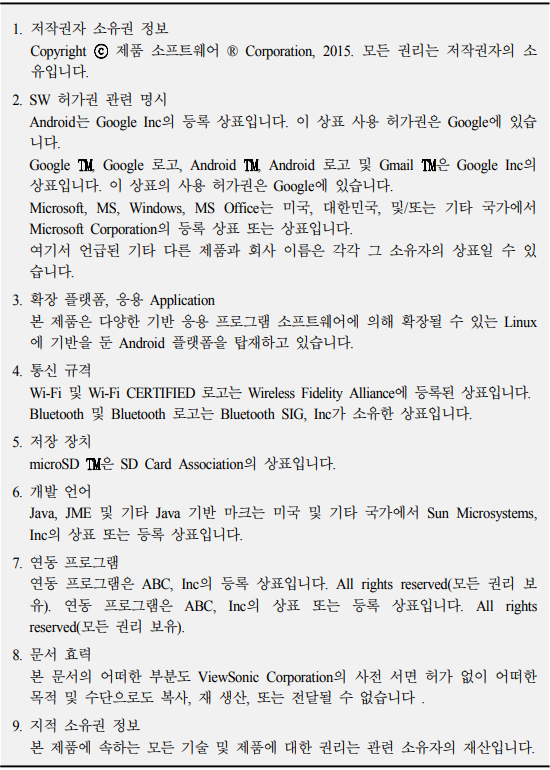 1. 저작권자 소유권 정보
Copyright ⓒ 제품 소프트웨어 ® Corporation, 2015. 모든 권리는 저작권자의 소
유입니다.
2. SW 허가권 관련 명시
Android는 Google Inc의 등록 상표입니다. 이 상표 사용 허가권은 Google에 있습
니다.
Google ™, Google 로고, Android ™, Android 로고 및 Gmail ™은 Google Inc의
상표입니다. 이 상표의 사용 허가권은 Google에 있습니다.
Microsoft, MS, Windows, MS Office는 미국, 대한민국, 및/또는 기타 국가에서
Microsoft Corporation의 등록 상표 또는 상표입니다.
여기서 언급된 기타 다른 제품과 회사 이름은 각각 그 소유자의 상표일 수 있
습니다.
3. 확장 플랫폼, 응용 Application
본 제품은 다양한 기반 응용 프로그램 소프트웨어에 의해 확장될 수 있는 Linux
에 기반을 둔 Android 플랫폼을 탑재하고 있습니다.
4. 통신 규격
Wi-Fi 및 Wi-Fi CERTIFIED 로고는 Wireless Fidelity Alliance에 등록된 상표입니다.
Bluetooth 및 Bluetooth 로고는 Bluetooth SIG, Inc가 소유한 상표입니다.
5. 저장 장치
microSD ™은 SD Card Association의 상표입니다.
6. 개발 언어
Java, JME 및 기타 Java 기반 마크는 미국 및 기타 국가에서 Sun Microsystems,
Inc의 상표 또는 등록 상표입니다.
7. 연동 프로그램
연동 프로그램은 ABC, Inc의 등록 상표입니다. All rights reserved(모든 권리 보
유). 연동 프로그램은 ABC, Inc의 상표 또는 등록 상표입니다. All rights
reserved(모든 권리 보유).
8. 문서 효력
본 문서의 어떠한 부분도 ViewSonic Corporation의 사전 서면 허가 없이 어떠한
목적 및 수단으로도 복사, 재 생산, 또는 전달될 수 없습니다 .
9. 지적 소유권 정보
본 제품에 속하는 모든 기술 및 제품에 대한 권리는 관련 소유자의 재산입니다.